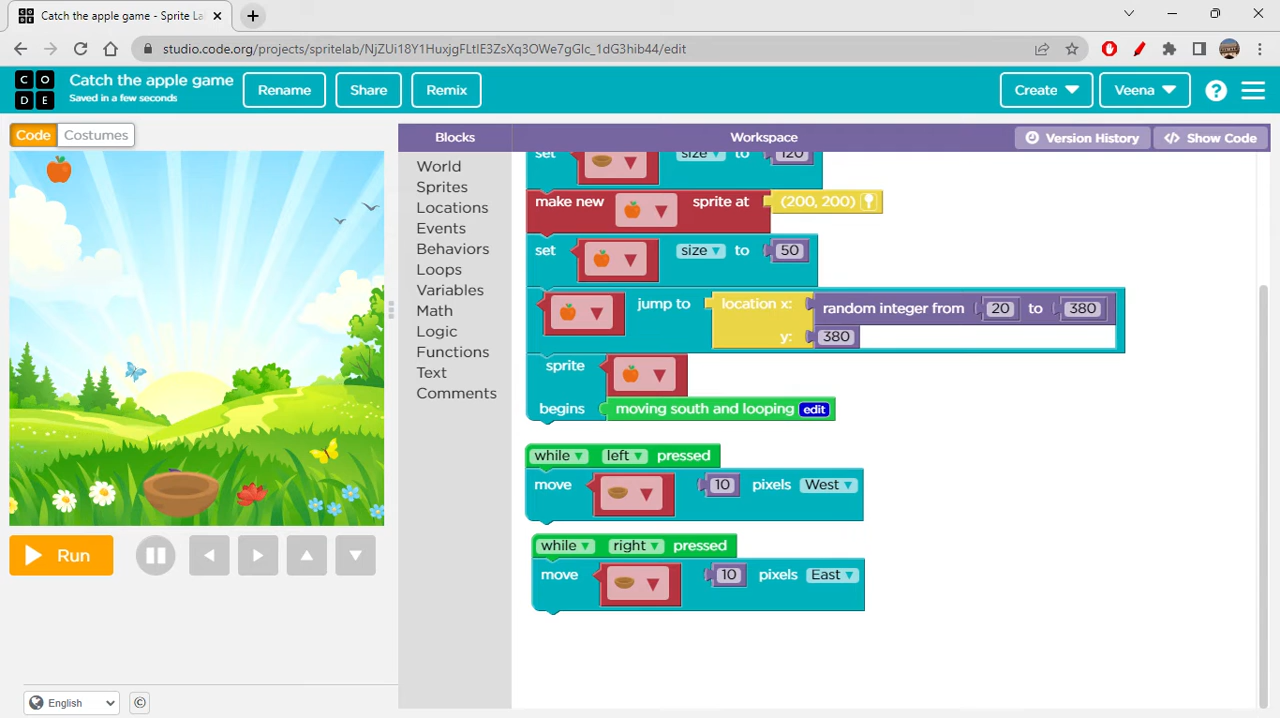 Catch the apple game - Sprite La
studio.code.org/projects/spritelab/NjZUi18Y1HuxjgFLtIE3ZsXq3OWe7gGlc_1dG3hib44/edit
C O
D E
Catch the apple game
Saved in a few seconds
Rename
Share
Remix
Create
Veena
?
Code
Costumes
Blocks
Workspace
Version History
Show Code
World
Sprites
Locations
Events
Behaviors
Loops
Variables
Math
Logic
Functions
Text
Comments
set size to 120
make new sprite at (200, 200)
set size to 50
jump to location x: random integer from 20 to 380
y: 380
sprite
begins moving south and looping edit
while left pressed
move 10 pixels West
while right pressed
move 10 pixels East
Run
English
©